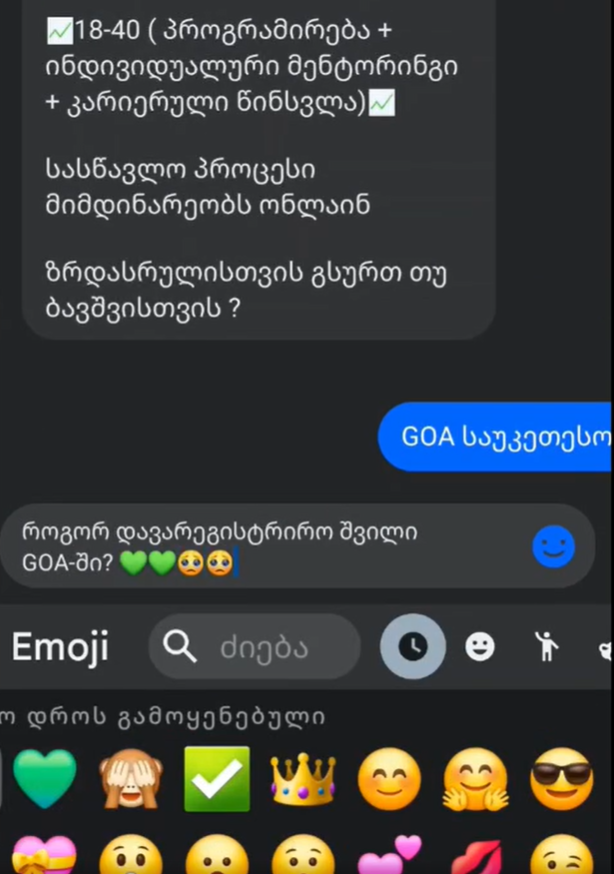 📈18-40 ( პროგრამირება +
ინდივიდუალური მენტორინგი
+ კარიერული წინსვლა)📈
სასწავლო პროცესი
მიმდინარეობს ონლაინ
ზრდასრულისთვის გსურთ თუ
ბავშვისთვის ?
GOA საუკეთესო
როგორ დავარეგისტრირო შვილი
GOA-ში? 💚💚🥺🥺
Emoji
ძიება
დროს გამოყენებული